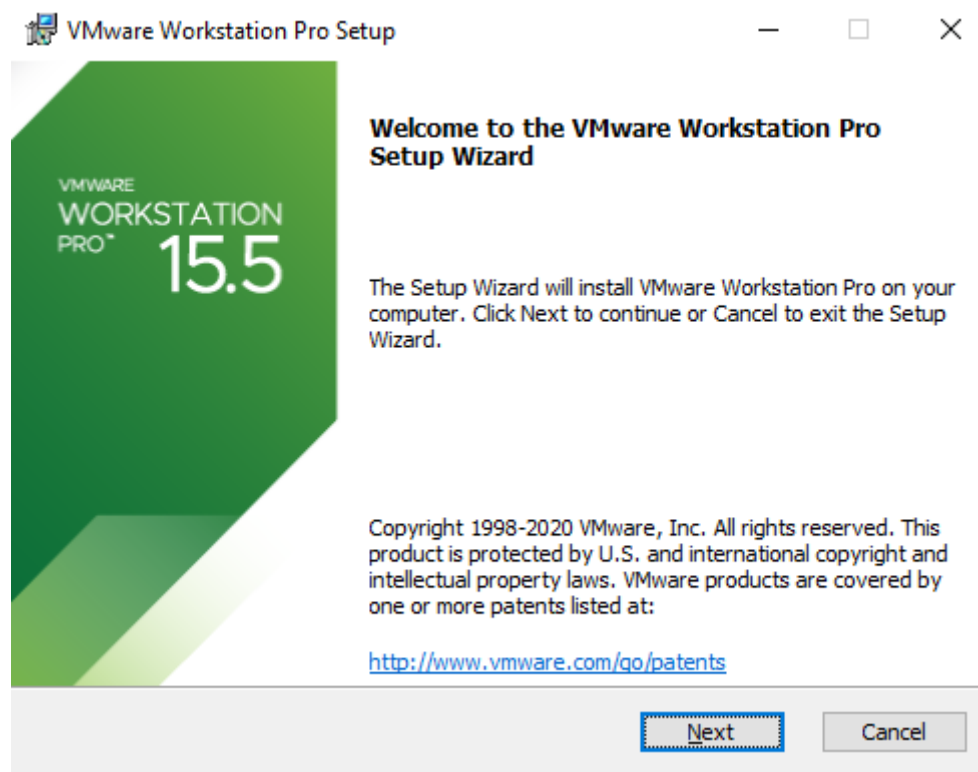 VMware Workstation Pro Setup
VMWARE
WORKSTATION
PRO™ 15.5
Welcome to the VMware Workstation Pro
Setup Wizard
The Setup Wizard will install VMware Workstation Pro on your
computer. Click Next to continue or Cancel to exit the Setup
Wizard.
Copyright 1998-2020 VMware, Inc. All rights reserved. This
product is protected by U.S. and international copyright and
intellectual property laws. VMware products are covered by
one or more patents listed at:
http://www.vmware.com/go/patents
Next
Cancel